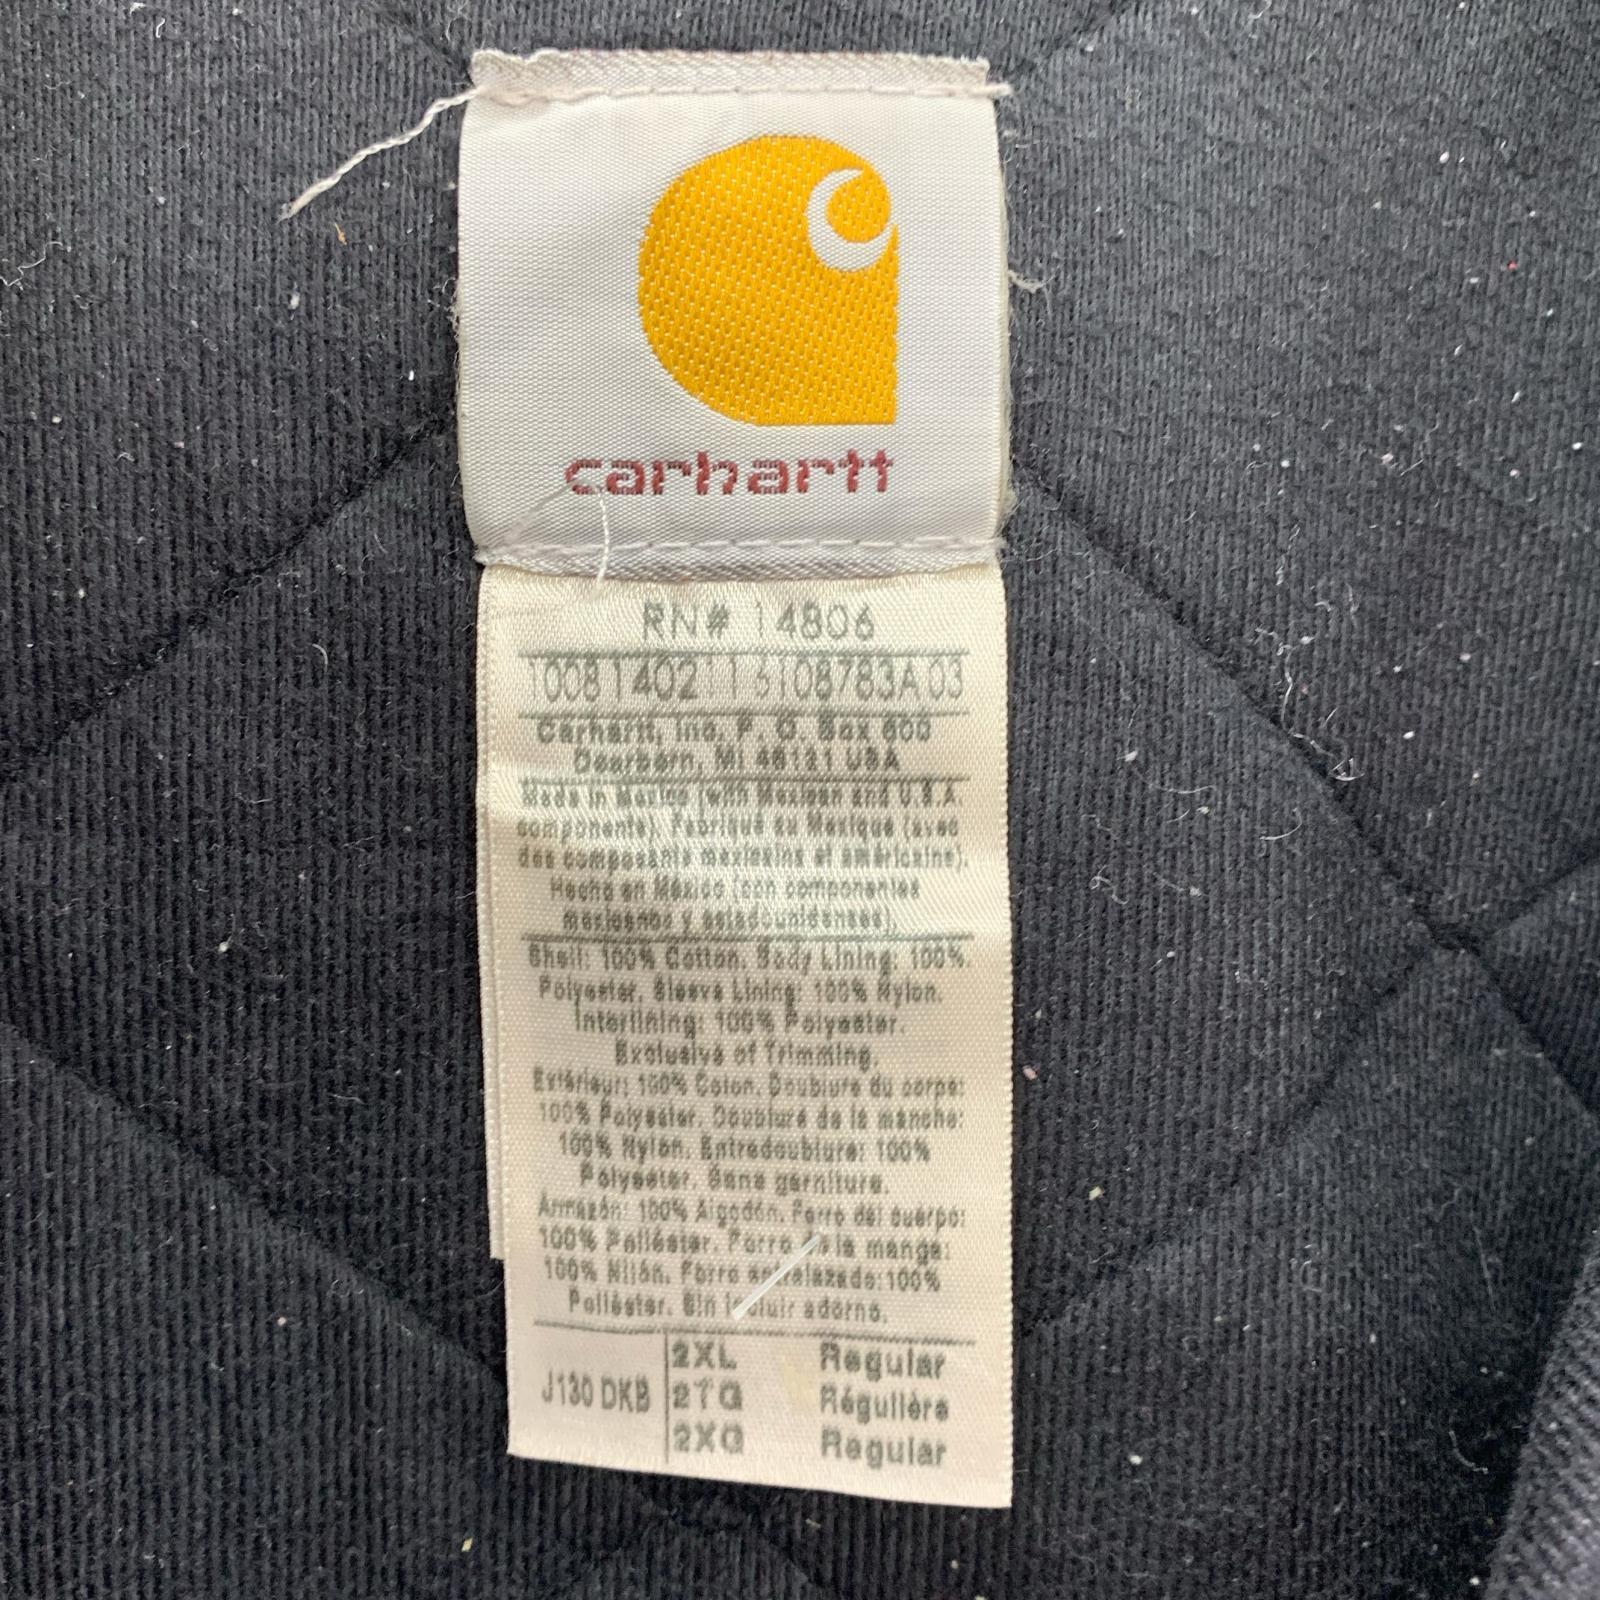 carhartt
RN# 14806
1008140211 6108783A 03
Carhartt, Inc. P. O. Box 600
Dearborn, MI 48121 USA
Made in Mexico (with Mexican and U.S.A.
components). Fabriqué au Mexique (avec
des composants mexicains et américains).
Hecho en México (con componentes
mexicanos y estadounidenses).
Shell: 100% Cotton. Body Lining: 100%
Polyester. Sleeve Lining: 100% Nylon.
Interlining: 100% Polyester.
Exclusive of Trimming.
Extérieur: 100% Coton. Doublure du corps:
100% Polyester. Doublure de la manche:
100% Nylon. Entredoublure: 100%
Polyester. Sans garniture.
Armazón: 100% Algodón. Forro del cuerpo:
100% Poliéster. Forro de la manga:
100% Nilón. Forro entrelazado:100%
Poliéster. Sin incluir adorno.
J130 DKB
2XL Regular
2TG Régulière
2XG Regular